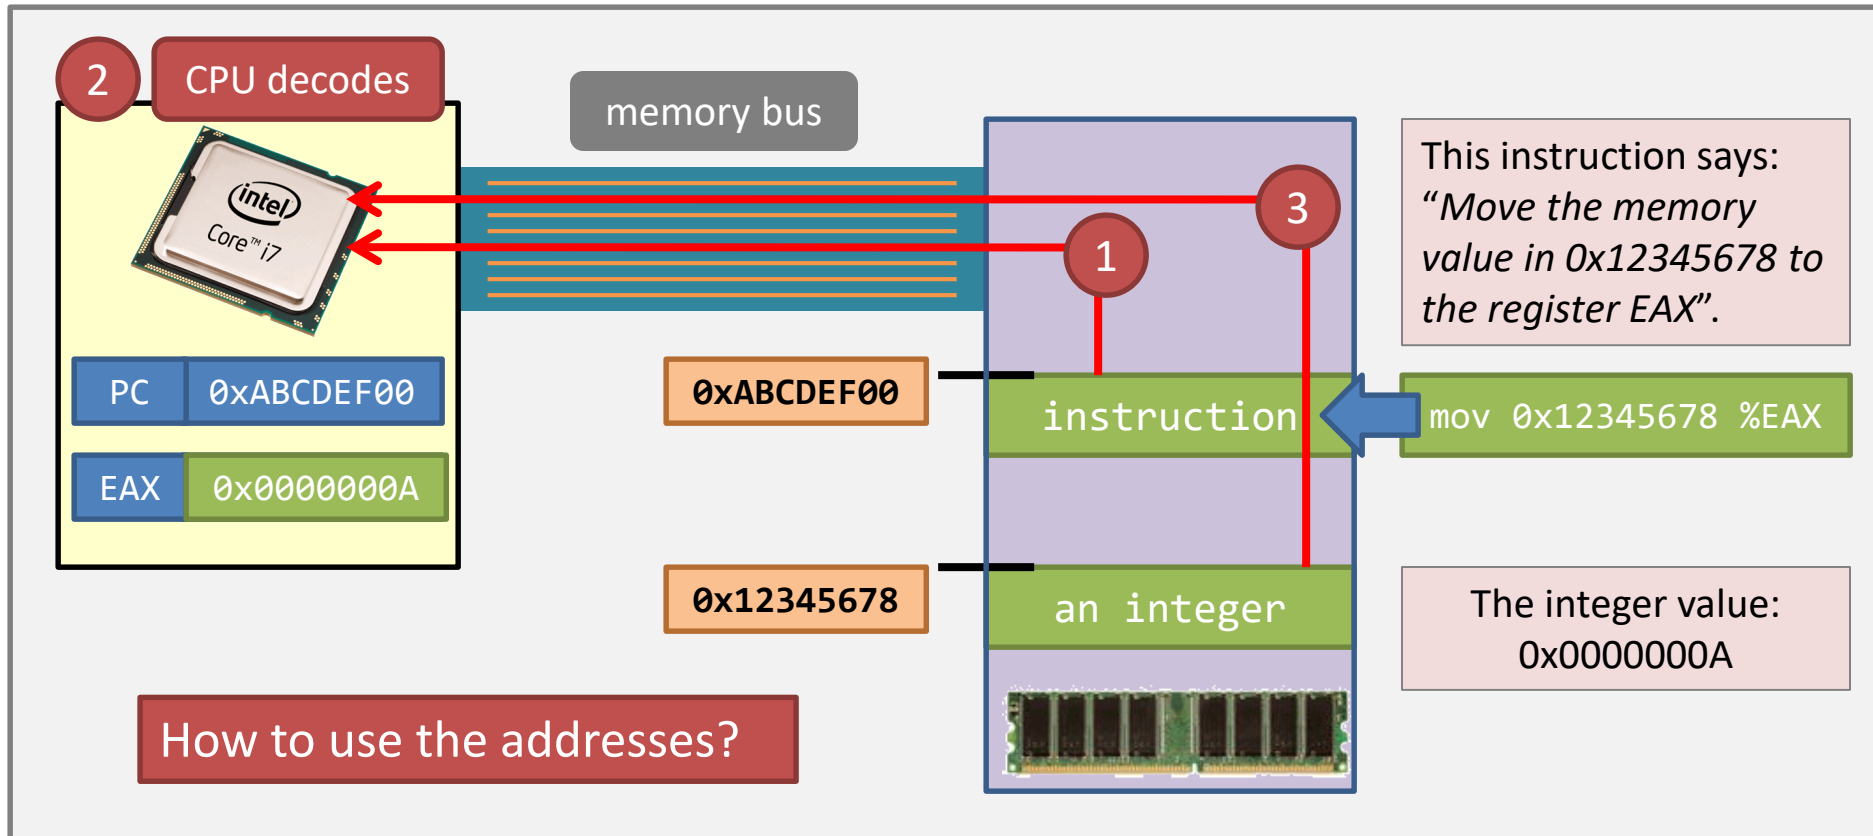 2
CPU decodes
memory bus
intel
Core™ i7
3
1
This instruction says:
“Move the memory
value in 0x12345678 to
the register EAX”.
PC 0xABCDEF00
0xABCDEF00
instruction
mov 0x12345678 %EAX
EAX 0x0000000A
0x12345678
an integer
The integer value:
0x0000000A
How to use the addresses?